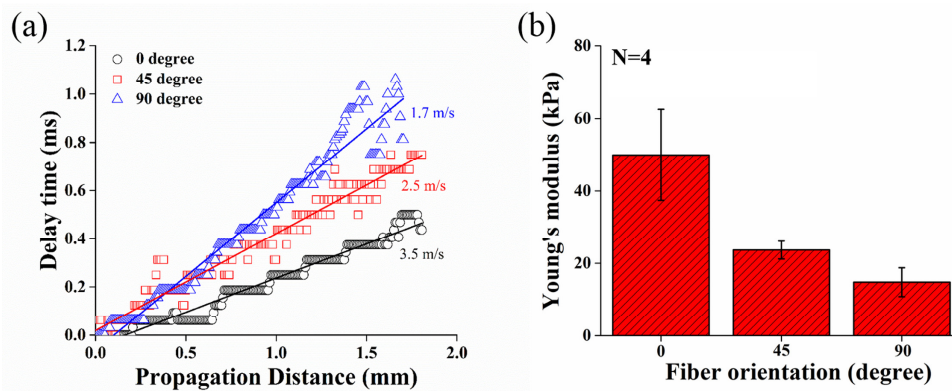 (a)
1.2
1.0
0.8
0.6
0.4
0.2
0.0
Delay time (ms)
0 degree
45 degree
90 degree
1.7 m/s
2.5 m/s
3.5 m/s
0.0 0.5 1.0 1.5 2.0
Propagation Distance (mm)
(b)
80
60
40
20
0
Young's modulus (kPa)
N=4
0 45 90
Fiber orientation (degree)